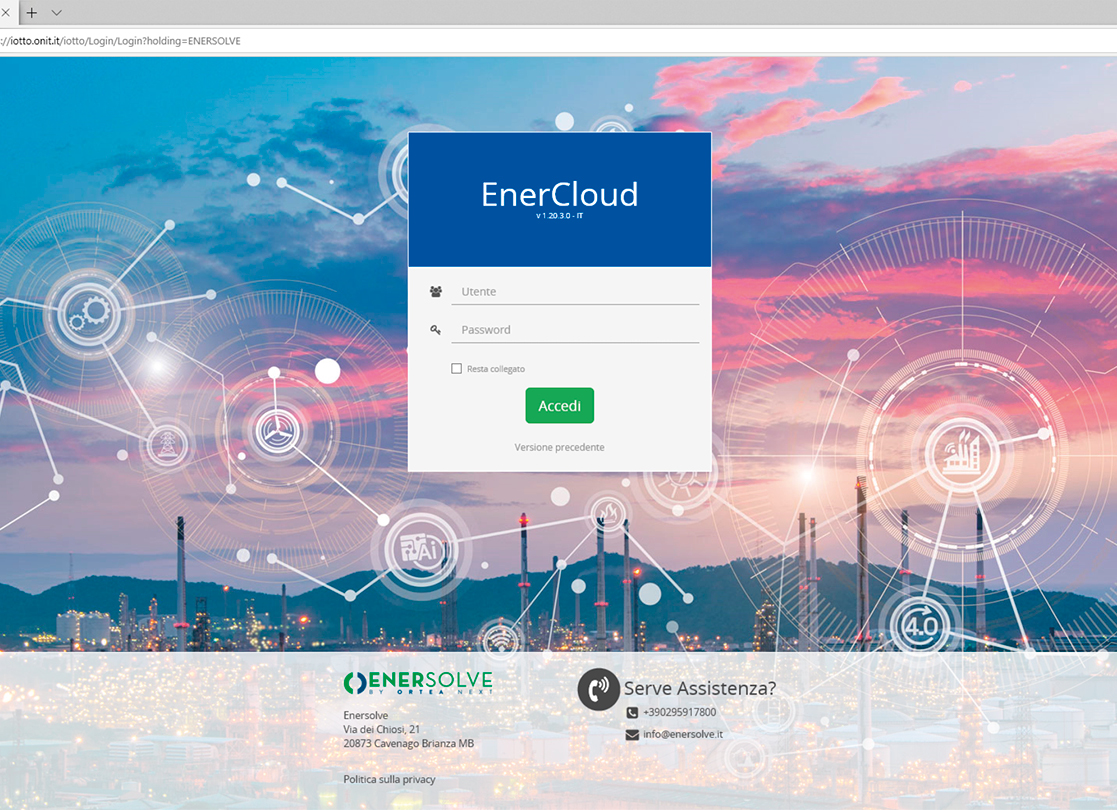 ://iotto.onit.it/iotto/Login/Login?holding=ENERSOLVE
EnerCloud
v 1.20.3.0 - IT
Utente
Password
Resta collegato
Accedi
Versione precedente
Ai
4.0
ENERSOLVE
BY ORTEA NEXT
Enersolve
Via dei Chiosi, 21
20873 Cavenago Brianza MB
Politica sulla privacy
Serve Assistenza?
+390295917800
info@enersolve.it